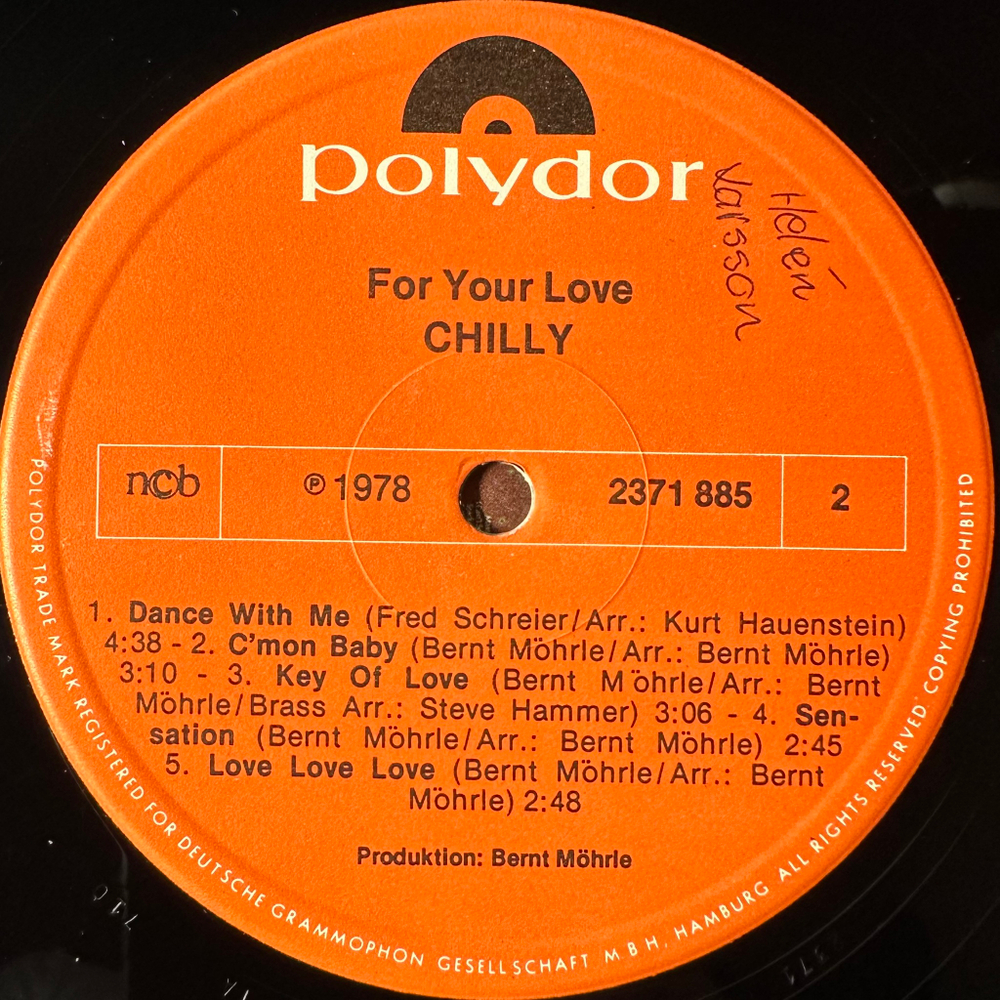 polydor
Helén
Larsson
For Your Love
CHILLY
ncb
℗ 1978
2371 885
2
1. Dance With Me (Fred Schreier/Arr.: Kurt Hauenstein)
4:38 - 2. C'mon Baby (Bernt Möhrle/Arr.: Bernt Möhrle)
3:10 - 3. Key Of Love (Bernt Möhrle/Arr.: Bernt
Möhrle/Brass Arr.: Steve Hammer) 3:06 - 4. Sen-
sation (Bernt Möhrle/Arr.: Bernt Möhrle) 2:45
5. Love Love Love (Bernt Möhrle/Arr.: Bernt
Möhrle) 2:48
Produktion: Bernt Möhrle
POLYDOR TRADE MARK REGISTERED FOR DEUTSCHE GRAMMOPHON GESELLSCHAFT M B H, HAMBURG ALL RIGHTS RESERVED COPYING PROHIBITED